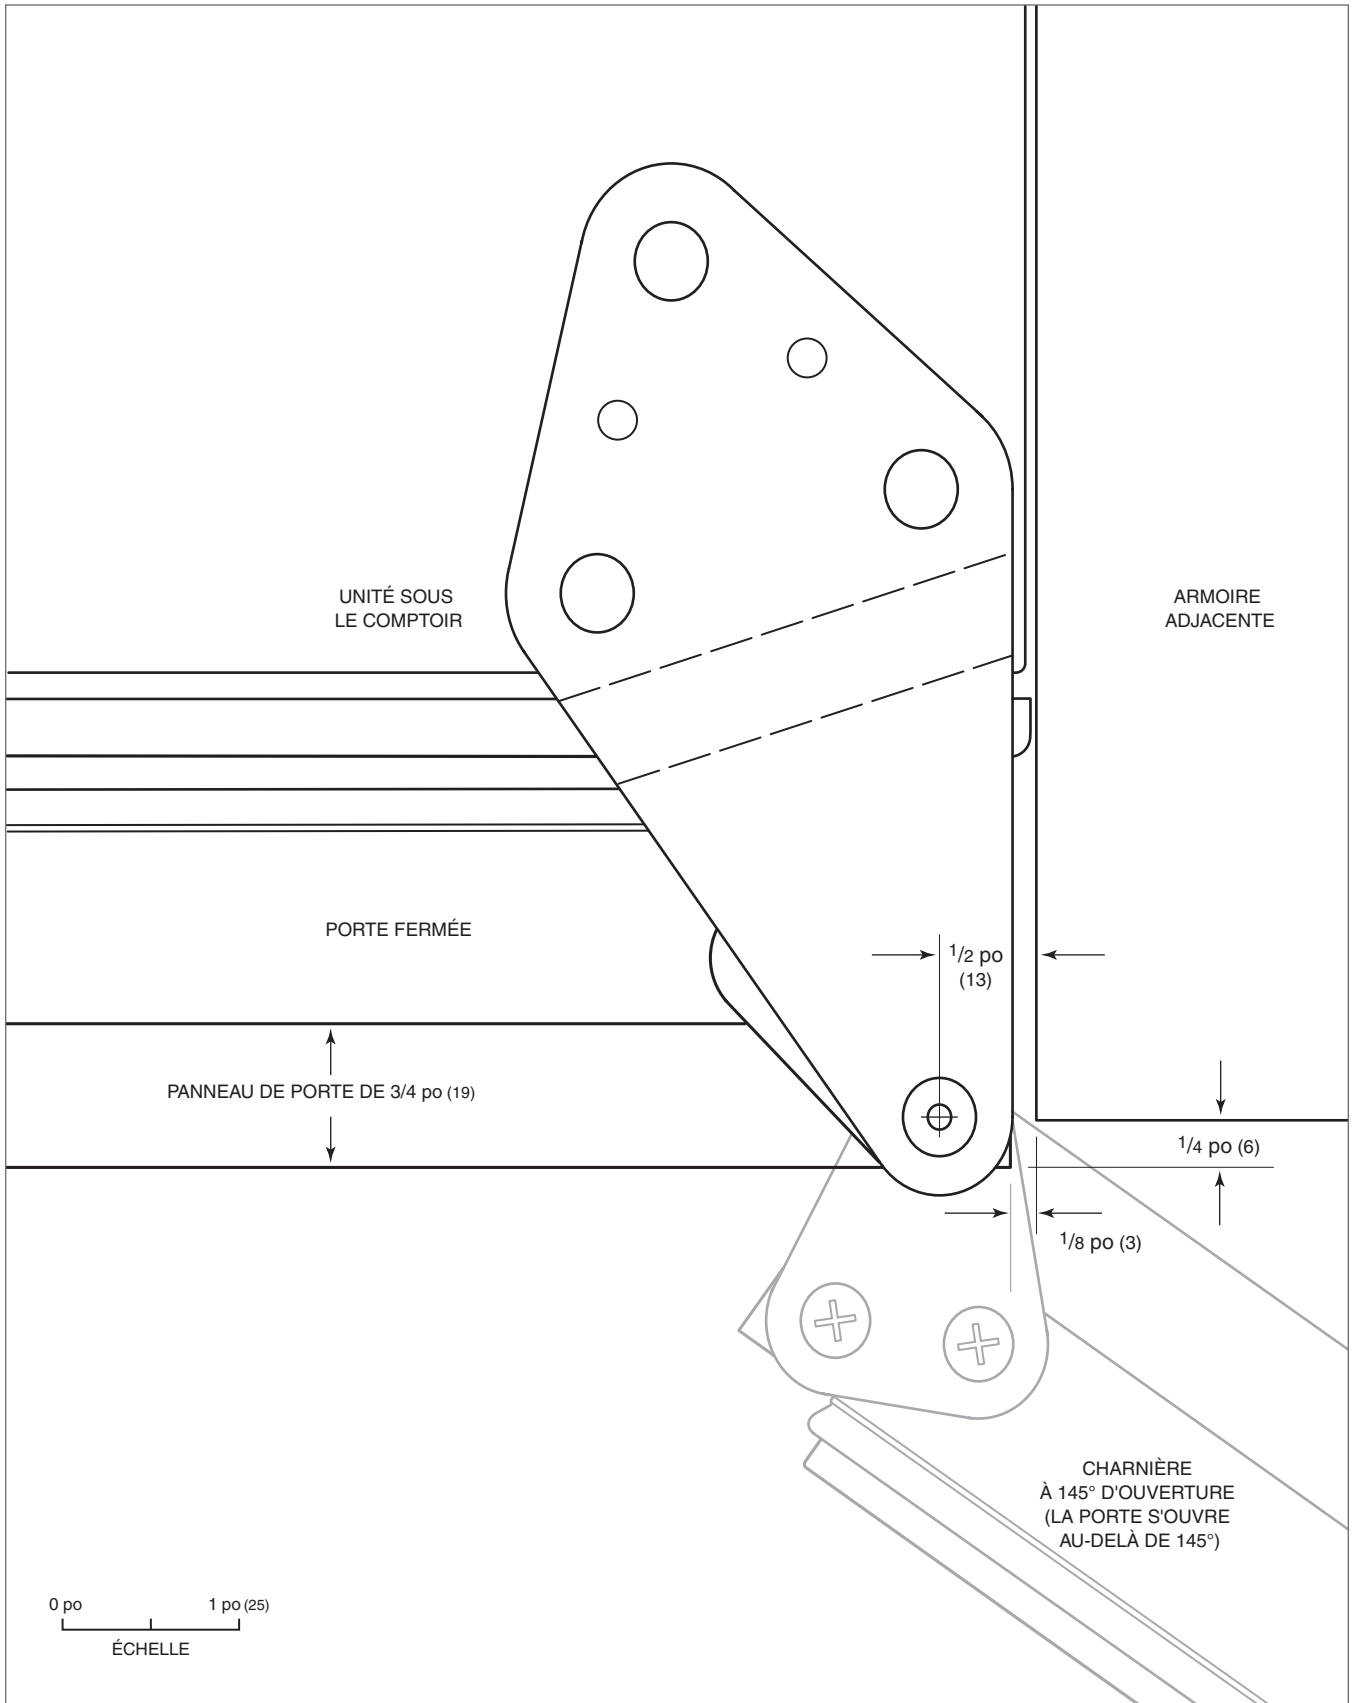 UNITÉ SOUS
LE COMPTOIR
ARMOIRE
ADJACENTE
PORTE FERMÉE
1/2 po
(13)
PANNEAU DE PORTE DE 3/4 po (19)
1/4 po (6)
1/8 po (3)
CHARNIÈRE
À 145° D'OUVERTURE
(LA PORTE S'OUVRE
AU-DELÀ DE 145°)
0 po 1 po (25)
ÉCHELLE